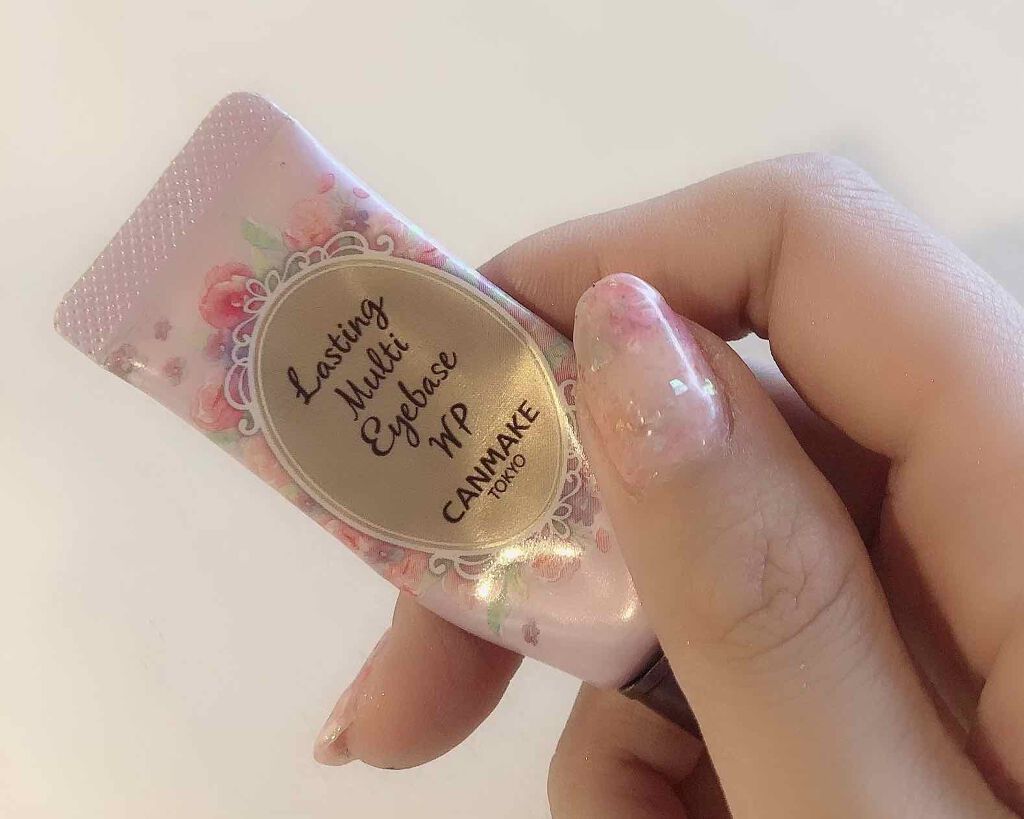 Lasting
Multi
Eyebase
WP
CANMAKE
TOKYO